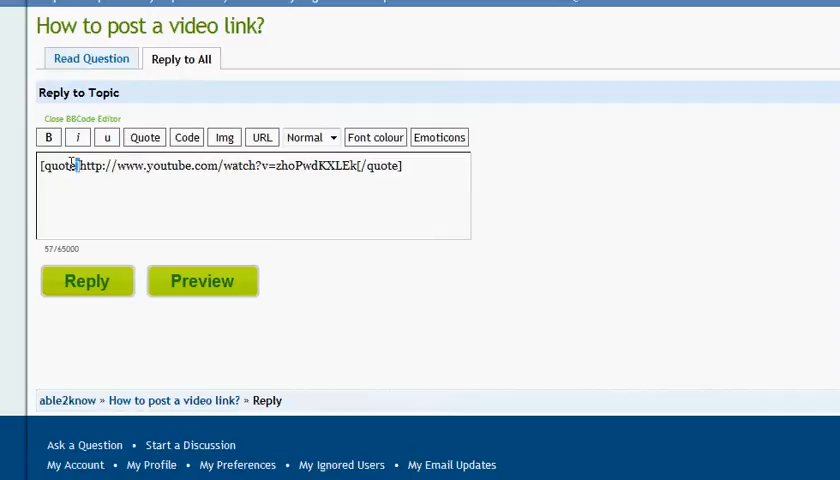 How to post a video link?
Read Question Reply to All
Reply to Topic
Close BBCode Editor
B i u Quote Code Img URL Normal Font colour Emoticons
[quote]http://www.youtube.com/watch?v=zhoPwdKXLEk[/quote]
57/65000
Reply Preview
able2know » How to post a video link? » Reply
Ask a Question • Start a Discussion
My Account • My Profile • My Preferences • My Ignored Users • My Email Updates